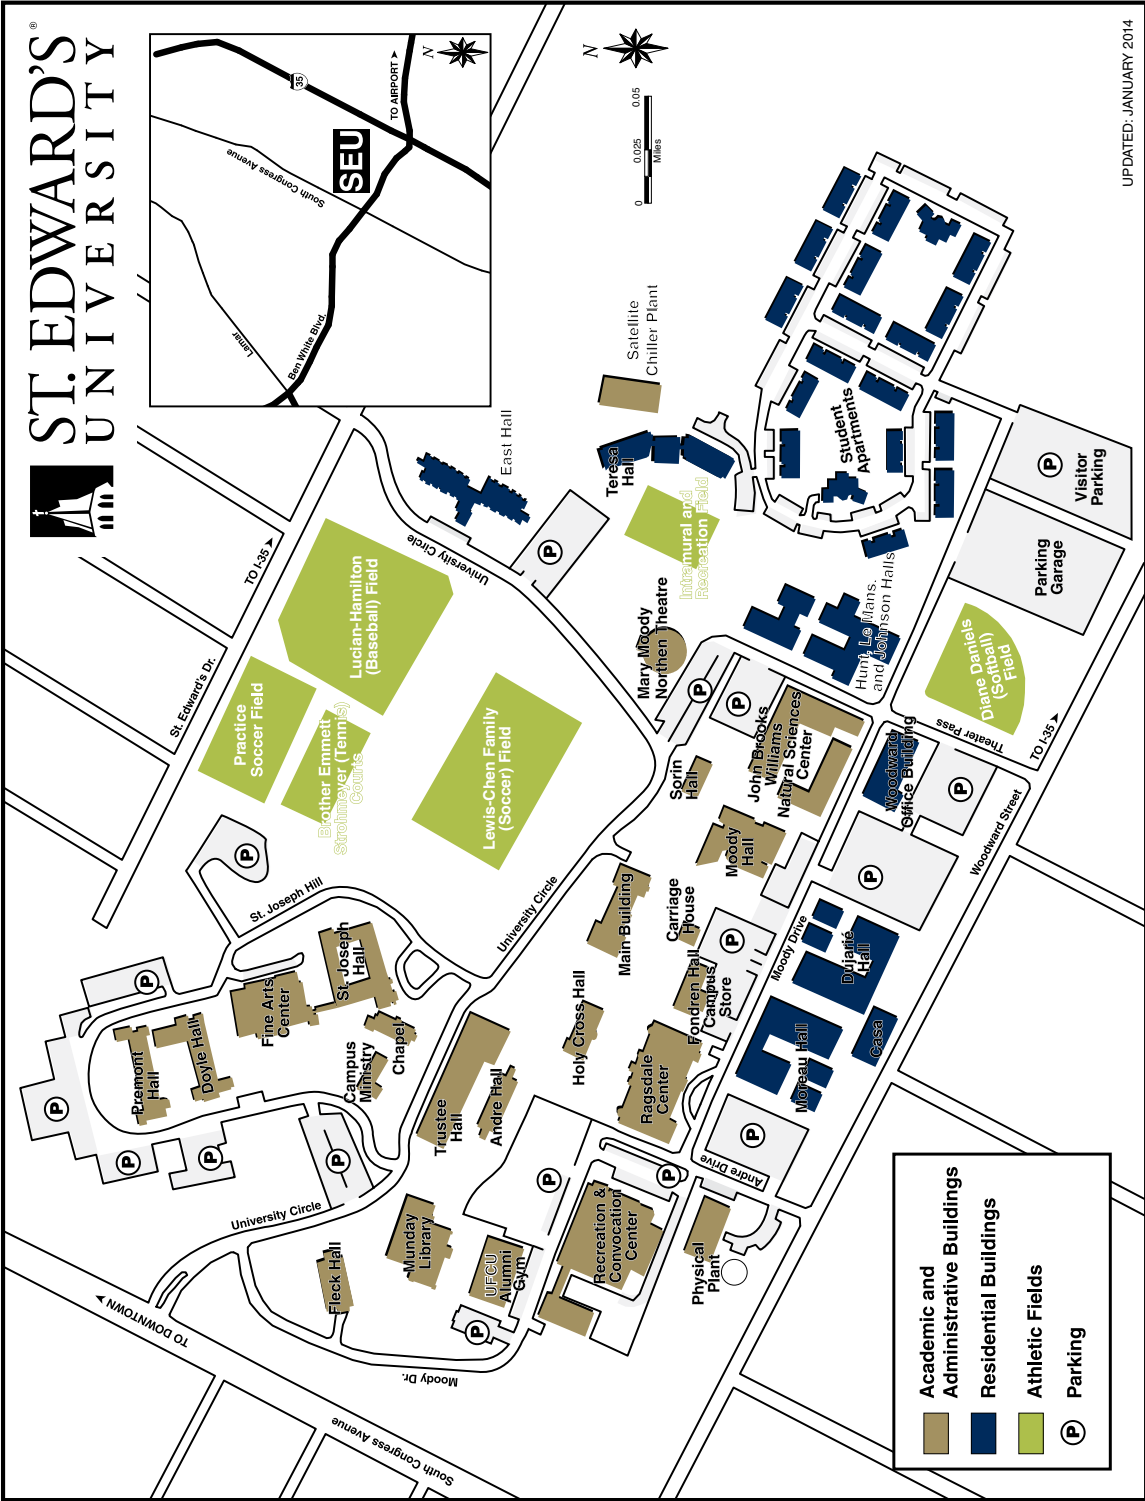 ST. EDWARD'S®
UNIVERSITY
35
TO AIRPORT
N
SEU
South Congress Avenue
Lamar
Ben White Blvd.
N
0 0.025 0.05
Miles
UPDATED: JANUARY 2014
Satellite
Chiller Plant
East Hall
Teresa
Hall
Student
Apartments
P
Visitor
Parking
Parking
Garage
Intramural and
Recreation Field
P
University Circle
TO I-35
St. Edward's Dr.
Lucian-Hamilton
(Baseball) Field
Practice
Soccer Field
Brother Emmett
Strohmeyer (Tennis)
Courts
Lewis-Chen Family
(Soccer) Field
Mary Moody
Northen Theatre
Hunt, Le Mans,
and Johnson Halls
Diane Daniels
(Softball)
Field
Theater Pass
TO I-35
P
P
John Brooks
Williams
Natural Sciences
Center
Sorin
Hall
Woodward
Office Building
P
Woodward Street
P
Moody
Hall
P
St. Joseph Hill
University Circle
Main Building
Carriage
House
P
Moody Drive
Dujarié
Hall
St. Joseph
Hall
Fine Arts
Center
P
Holy Cross Hall
Fondren Hall
Campus
Store
Casa
Moreau Hall
Premont
Hall
Doyle Hall
Campus
Ministry
Chapel
Trustee
Hall
Andre Hall
Ragsdale
Center
P
P
P
P
P
P
P
Andre Drive
University Circle
Munday
Library
UFCU
Alumni
Gym
Recreation &
Convocation
Center
Physical
Plant
Fleck Hall
P
Moody Dr.
TO DOWNTOWN
South Congress Avenue
Academic and
Administrative Buildings
Residential Buildings
Athletic Fields
P Parking